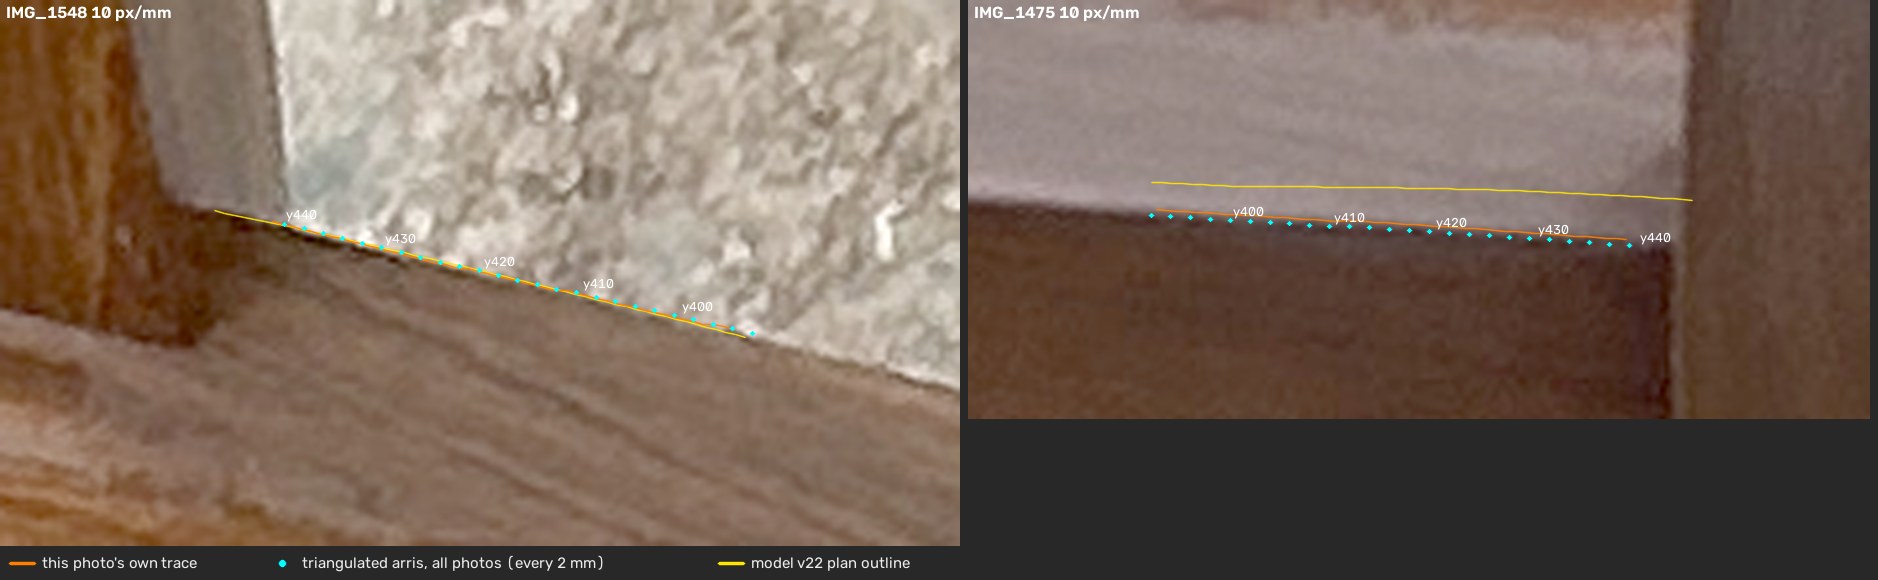 IMG_1548 10 px/mm
IMG_1475 10 px/mm
y440
y430
y420
y410
y400
y400
y410
y420
y430
y440
this photo's own trace
triangulated arris, all photos (every 2 mm)
model v22 plan outline